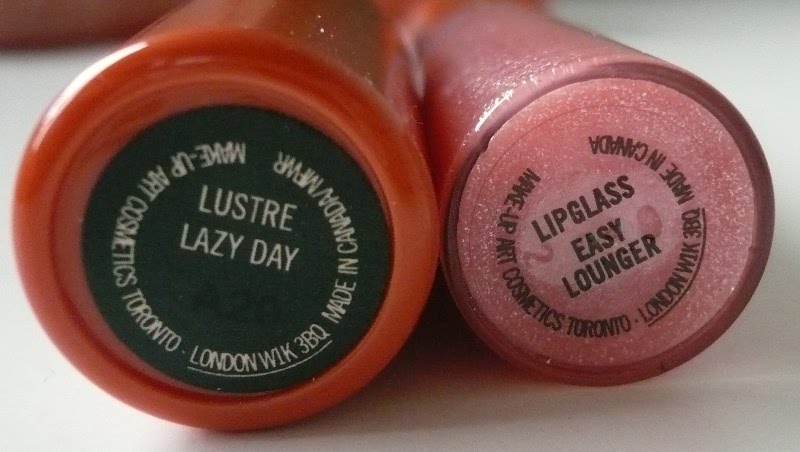 LUSTRE
LAZY DAY
MAKE-UP ART COSMETICS TORONTO · LONDON W1K 3BQ MADE IN CANADA/MFWR
LIPGLASS
EASY
LOUNGER
MAKE-UP ART COSMETICS TORONTO · LONDON W1K 3BQ MADE IN CANADA